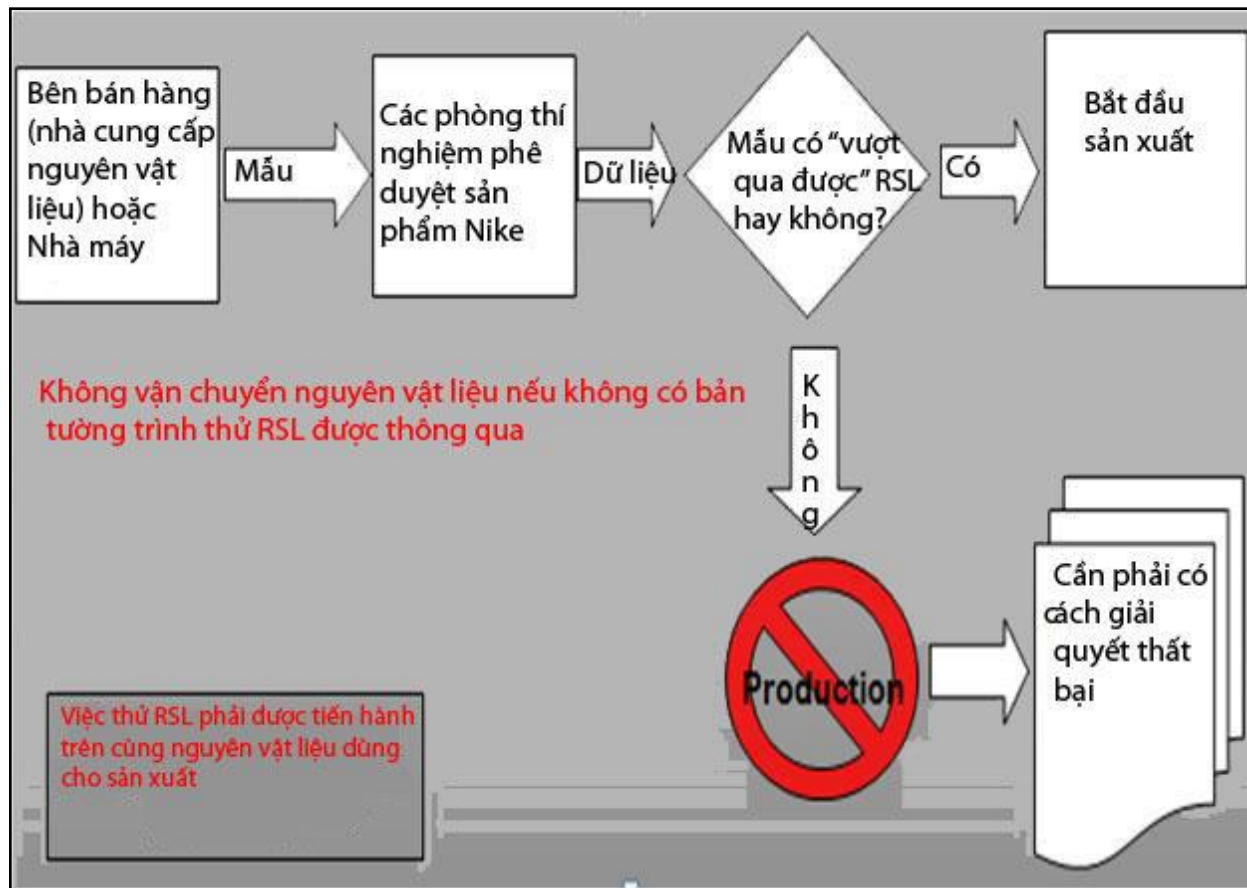 Bên bán hàng
(nhà cung cấp
nguyên vật
liệu) hoặc
Nhà máy
Mẫu
Các phòng thí
nghiệm phê
duyệt sản
phẩm Nike
Dữ liệu
Mẫu có “vượt
qua được” RSL
hay không?
Có
Bắt đầu
sản xuất
Không vận chuyển nguyên vật liệu nếu không có bản
tường trình thử RSL được thông qua
K
h
ô
n
g
Production
Cần phải có
cách giải
quyết thất
bại
Việc thử RSL phải dược tiến hành
trên cùng nguyên vật liệu dùng
cho sản xuất